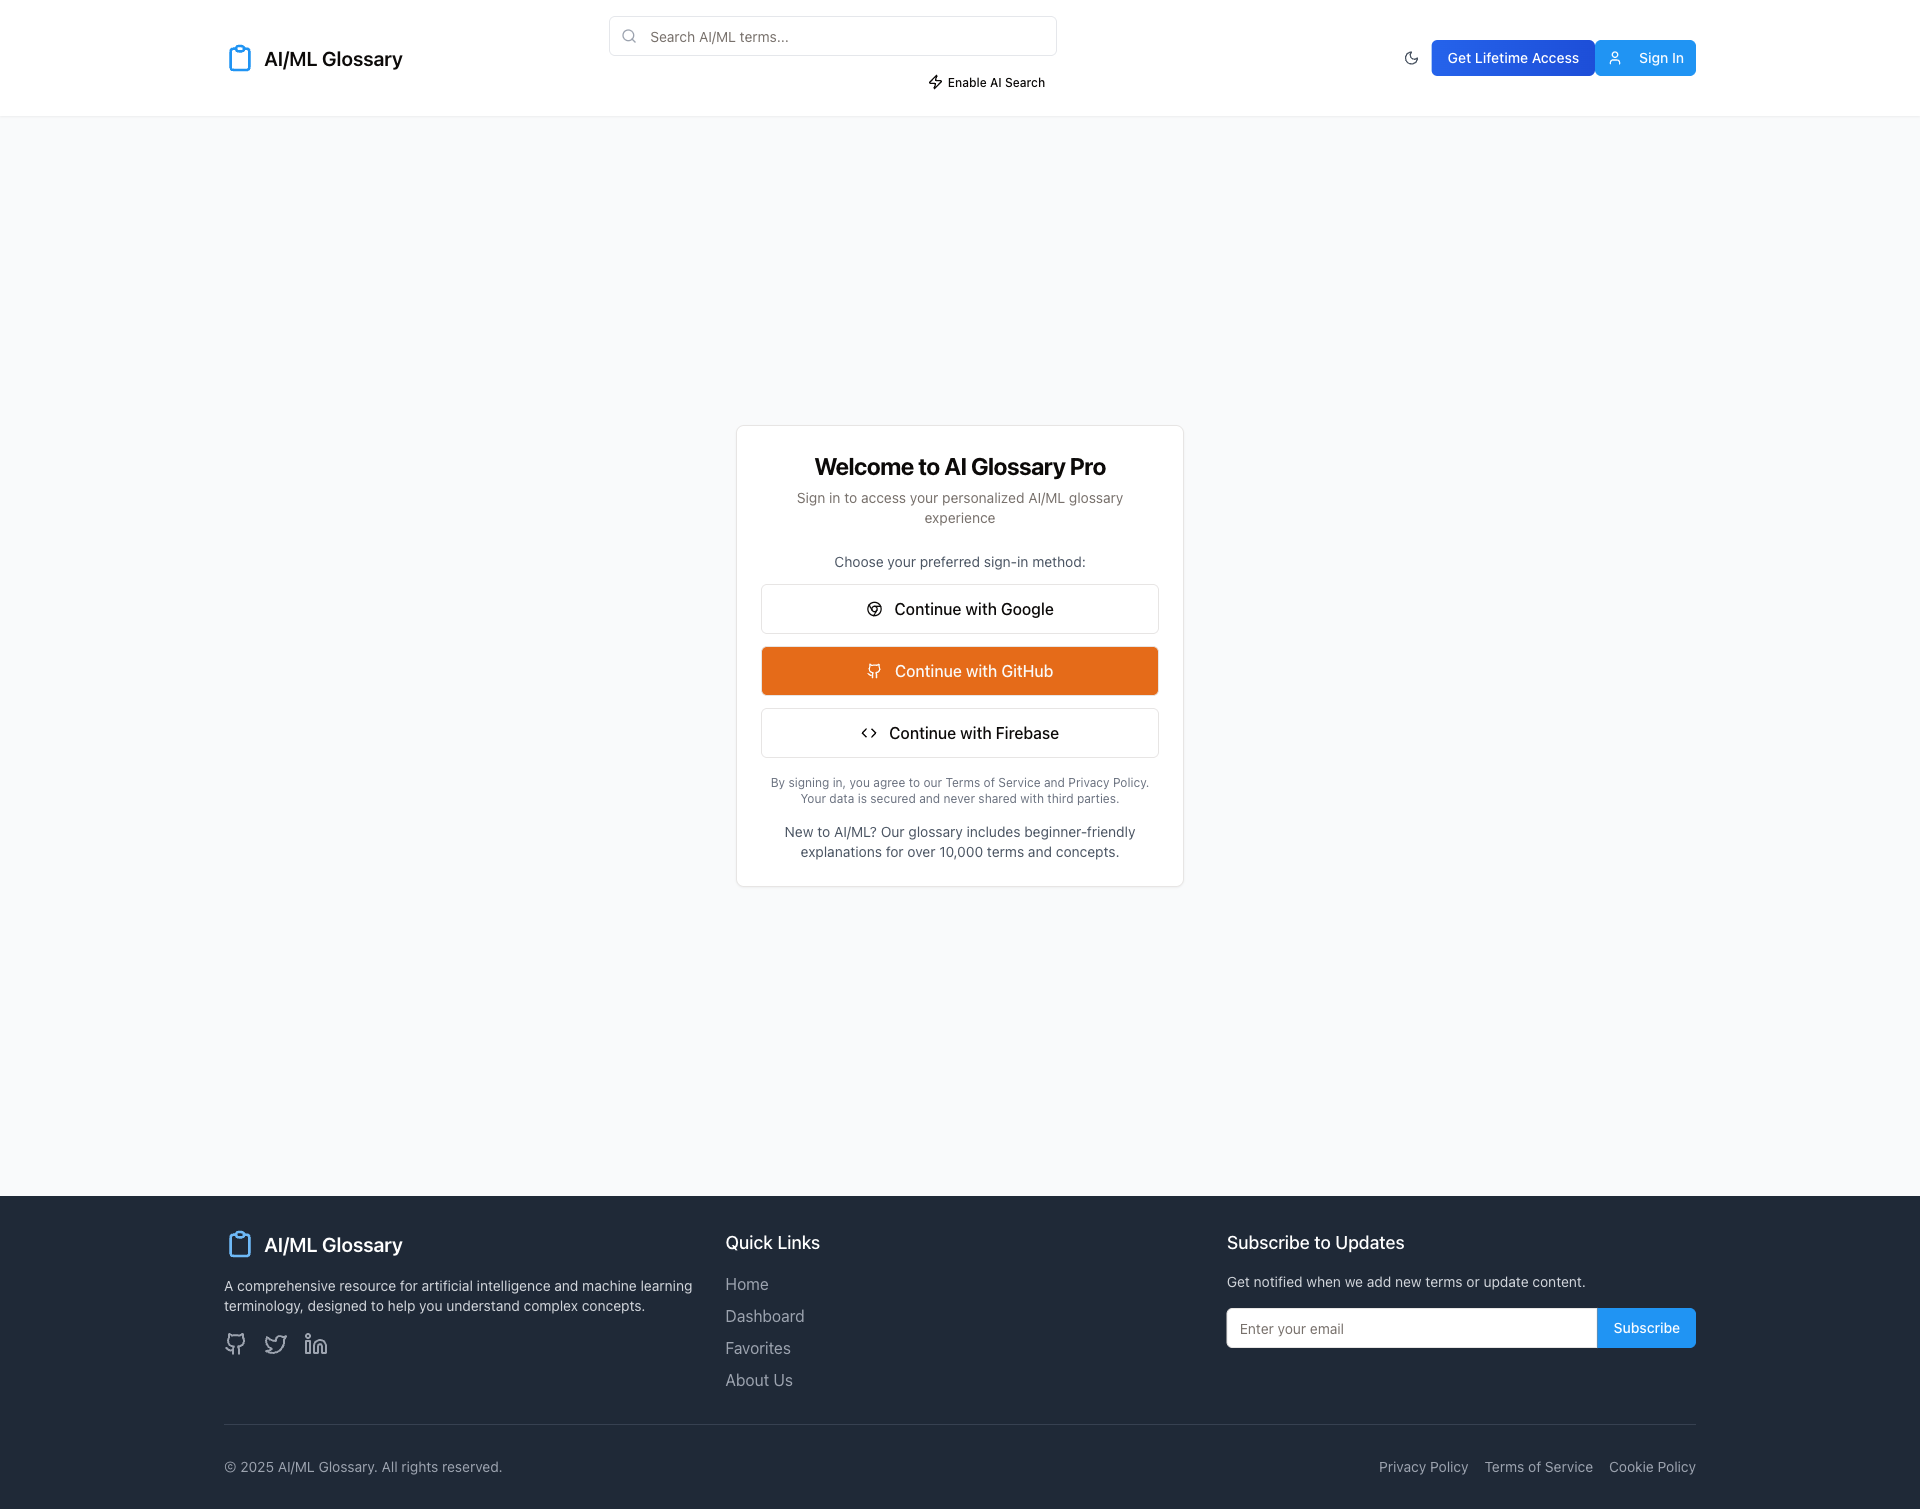 AI/ML Glossary
Search AI/ML terms...
Enable AI Search
Get Lifetime Access
Sign In
Welcome to AI Glossary Pro
Sign in to access your personalized AI/ML glossary
experience
Choose your preferred sign-in method:
Continue with Google
Continue with GitHub
Continue with Firebase
By signing in, you agree to our Terms of Service and Privacy Policy.
Your data is secured and never shared with third parties.
New to AI/ML? Our glossary includes beginner-friendly
explanations for over 10,000 terms and concepts.
AI/ML Glossary
A comprehensive resource for artificial intelligence and machine learning
terminology, designed to help you understand complex concepts.
Quick Links
Home
Dashboard
Favorites
About Us
Subscribe to Updates
Get notified when we add new terms or update content.
Enter your email
Subscribe
© 2025 AI/ML Glossary. All rights reserved.
Privacy Policy
Terms of Service
Cookie Policy